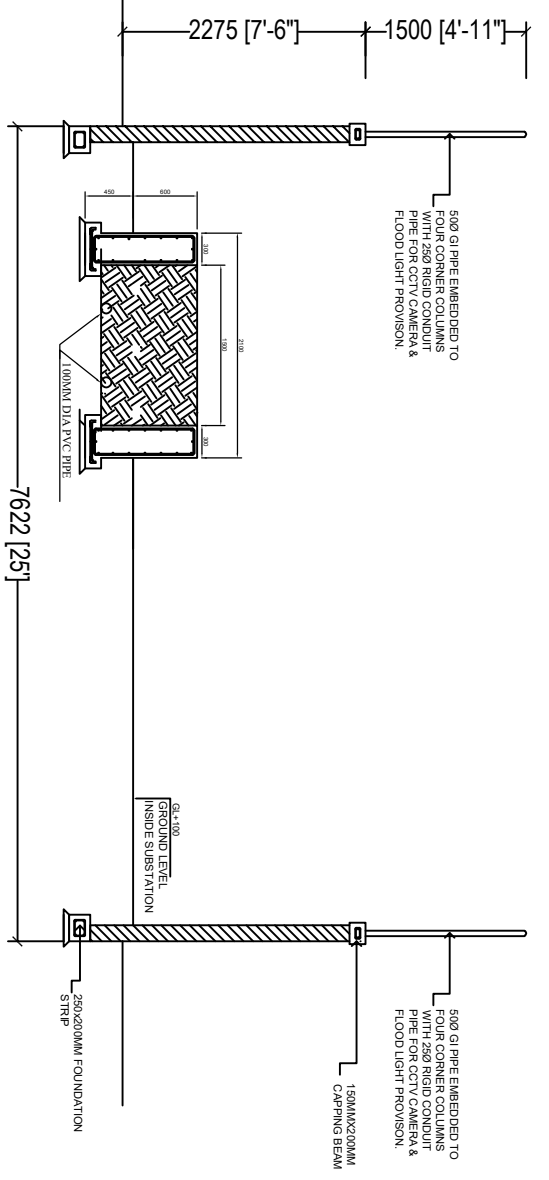 2275 [7'-6"]
1500 [4'-11"]
50Ø GI PIPE EMBEDDED TO
FOUR CORNER COLUMNS
WITH 25Ø RIGID CONDUIT
PIPE FOR CCTV CAMERA &
FLOOD LIGHT PROVISON.
450
600
300
1500
2100
300
100MM DIA PVC PIPE
7622 [25']
GL+100
GROUND LEVEL
INSIDE SUBSTATION
50Ø GI PIPE EMBEDDED TO
FOUR CORNER COLUMNS
WITH 25Ø RIGID CONDUIT
PIPE FOR CCTV CAMERA &
FLOOD LIGHT PROVISON.
150MMX200MM
CAPPING BEAM
250x200MM FOUNDATION
STRIP